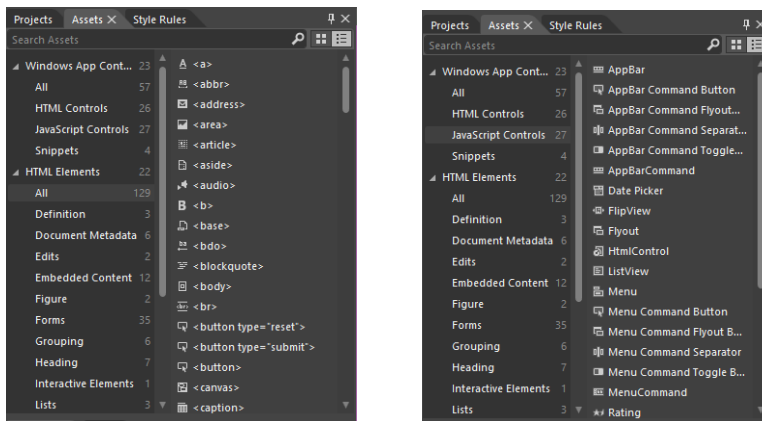 Projects Assets Style Rules
Search Assets
Windows App Cont... 23
All 57
HTML Controls 26
JavaScript Controls 27
Snippets 4
HTML Elements 22
All 129
Definition 3
Document Metadata 6
Edits 2
Embedded Content 12
Figure 2
Forms 35
Grouping 6
Heading 7
Interactive Elements 1
Lists 3
<a>
<abbr>
<address>
<area>
<article>
<aside>
<audio>
<b>
<base>
<bdo>
<blockquote>
<body>
<br>
<button type="reset">
<button type="submit">
<button>
<canvas>
<caption>
Projects Assets Style Rules
Search Assets
Windows App Cont... 23
All 57
HTML Controls 26
JavaScript Controls 27
Snippets 4
HTML Elements 22
All 129
Definition 3
Document Metadata 6
Edits 2
Embedded Content 12
Figure 2
Forms 35
Grouping 6
Heading 7
Interactive Elements 1
Lists 3
AppBar
AppBar Command Button
AppBar Command Flyout...
AppBar Command Separat...
AppBar Command Toggle...
AppBarCommand
Date Picker
FlipView
Flyout
HtmlControl
ListView
Menu
Menu Command Button
Menu Command Flyout B...
Menu Command Separator
Menu Command Toggle B...
MenuCommand
Rating